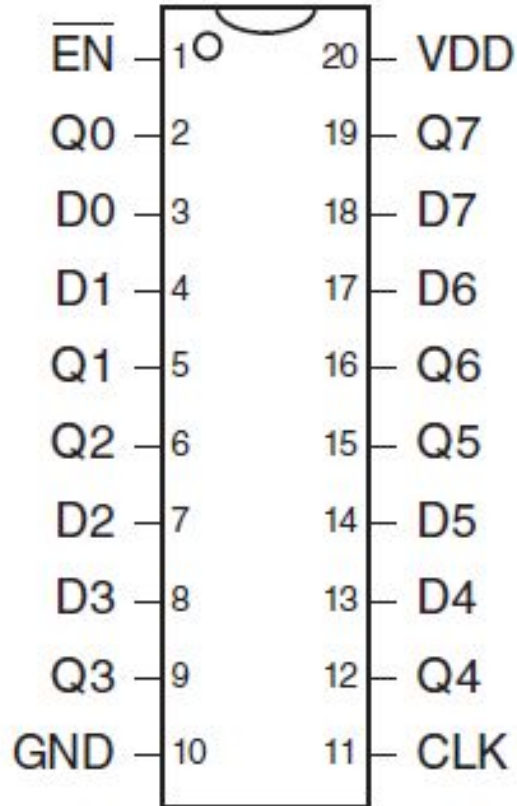 E̅N̅ 1 20 VDD
Q0 2 19 Q7
D0 3 18 D7
D1 4 17 D6
Q1 5 16 Q6
Q2 6 15 Q5
D2 7 14 D5
D3 8 13 D4
Q3 9 12 Q4
GND 10 11 CLK